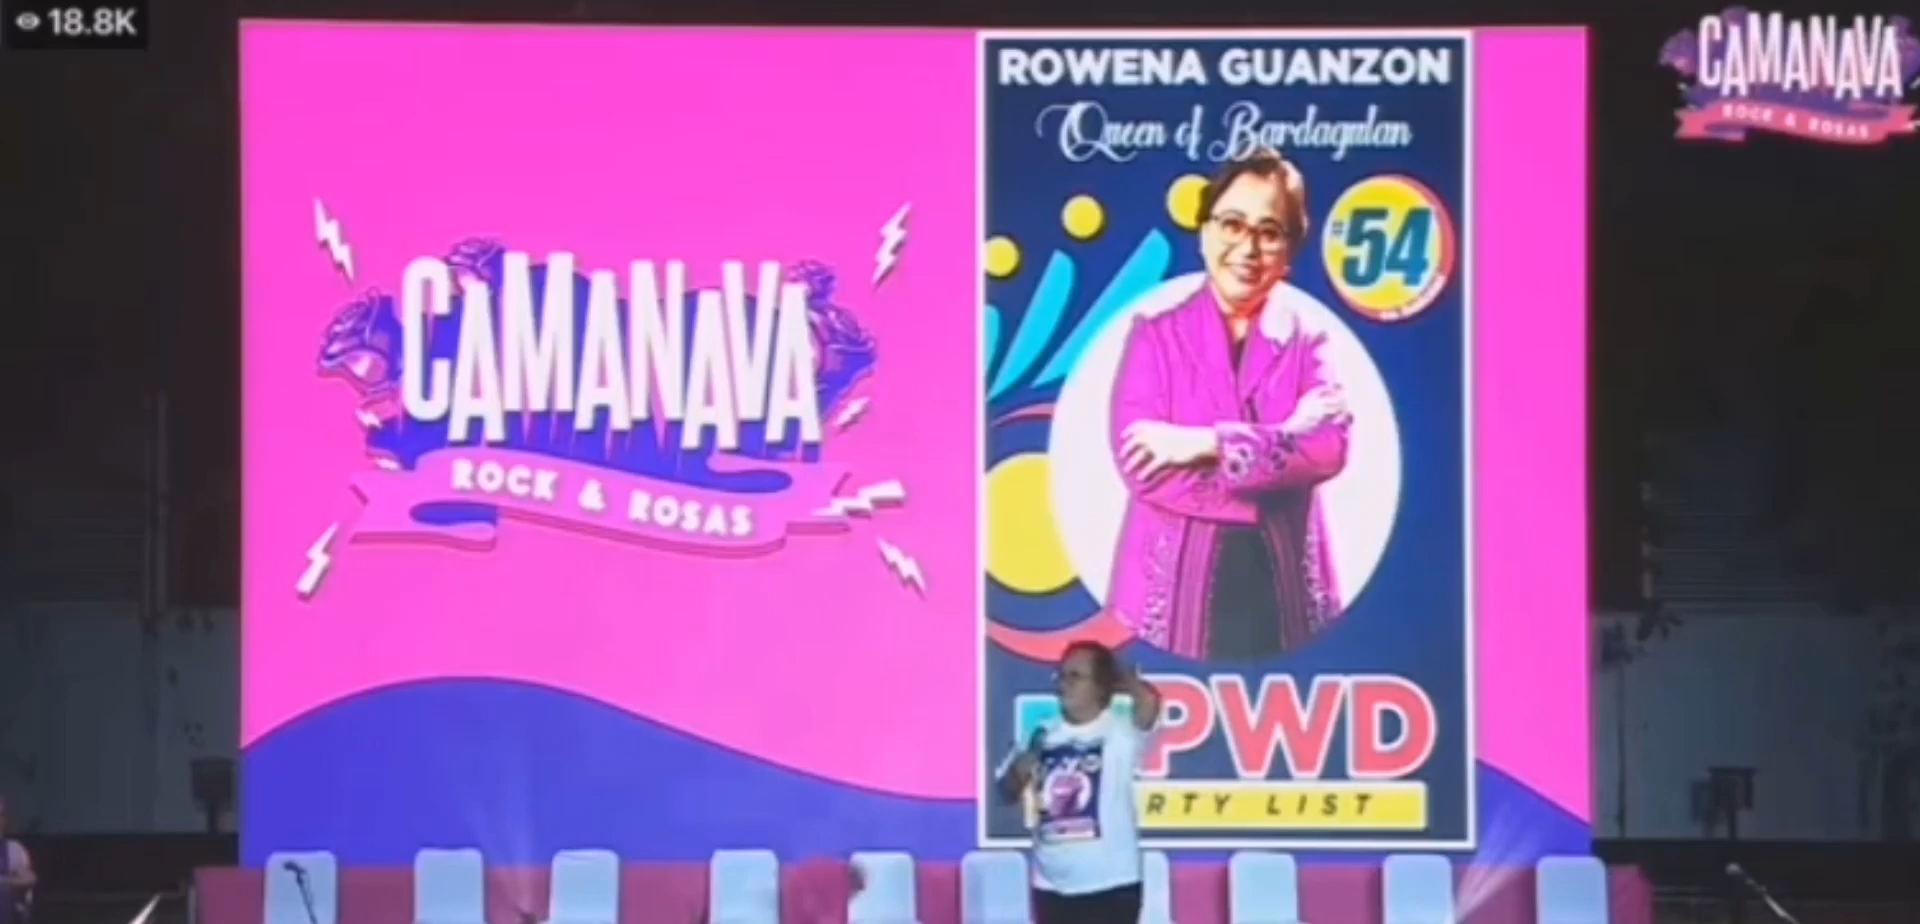 18.8K
CAMANAVA
ROCK & ROSAS
ROWENA GUANZON
Queen of Bardagulan
#54
CAMANAVA
ROCK & ROSAS
PWD
RTY LIST